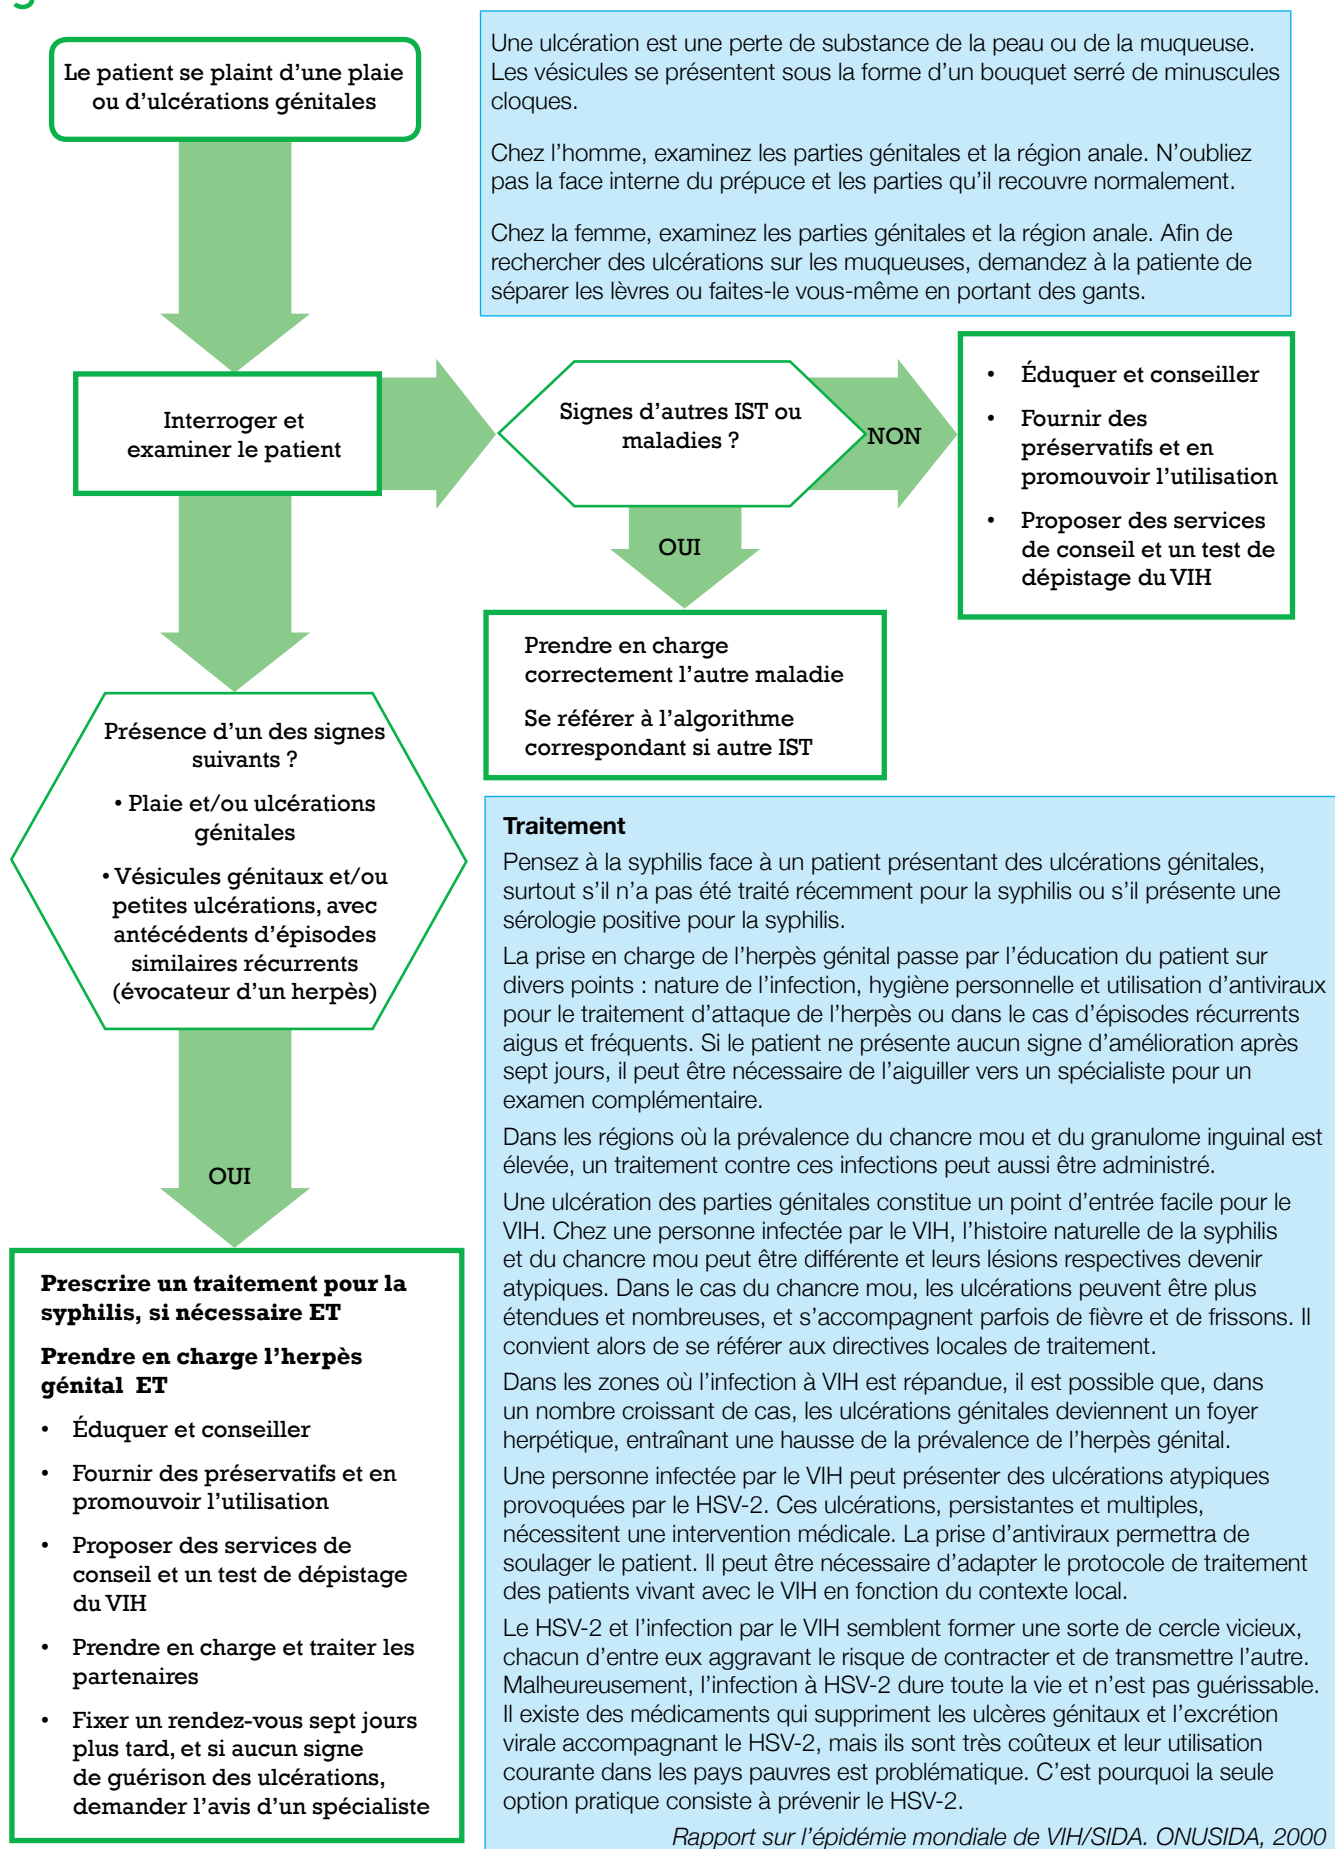 Le patient se plaint d’une plaie
ou d’ulcérations génitales
Une ulcération est une perte de substance de la peau ou de la muqueuse.
Les vésicules se présentent sous la forme d’un bouquet serré de minuscules
cloques.
Chez l’homme, examinez les parties génitales et la région anale. N’oubliez
pas la face interne du prépuce et les parties qu’il recouvre normalement.
Chez la femme, examinez les parties génitales et la région anale. Afin de
rechercher des ulcérations sur les muqueuses, demandez à la patiente de
séparer les lèvres ou faites-le vous-même en portant des gants.
Interroger et
examiner le patient
Signes d’autres IST ou
maladies ?
NON
• Éduquer et conseiller
• Fournir des
préservatifs et en
promouvoir l’utilisation
• Proposer des services
de conseil et un test de
dépistage du VIH
OUI
Prendre en charge
correctement l’autre maladie
Se référer à l’algorithme
correspondant si autre IST
Présence d’un des signes
suivants ?
• Plaie et/ou ulcérations
génitales
• Vésicules génitaux et/ou
petites ulcérations, avec
antécédents d’épisodes
similaires récurrents
(évocateur d’un herpès)
OUI
Prescrire un traitement pour la
syphilis, si nécessaire ET
Prendre en charge l’herpès
génital ET
• Éduquer et conseiller
• Fournir des préservatifs et en
promouvoir l’utilisation
• Proposer des services de
conseil et un test de dépistage
du VIH
• Prendre en charge et traiter les
partenaires
• Fixer un rendez-vous sept jours
plus tard, et si aucun signe
de guérison des ulcérations,
demander l’avis d’un spécialiste
Traitement
Pensez à la syphilis face à un patient présentant des ulcérations génitales,
surtout s’il n’a pas été traité récemment pour la syphilis ou s’il présente une
sérologie positive pour la syphilis.
La prise en charge de l’herpès génital passe par l’éducation du patient sur
divers points : nature de l’infection, hygiène personnelle et utilisation d’antiviraux
pour le traitement d’attaque de l’herpès ou dans le cas d’épisodes récurrents
aigus et fréquents. Si le patient ne présente aucun signe d’amélioration après
sept jours, il peut être nécessaire de l’aiguiller vers un spécialiste pour un
examen complémentaire.
Dans les régions où la prévalence du chancre mou et du granulome inguinal est
élevée, un traitement contre ces infections peut aussi être administré.
Une ulcération des parties génitales constitue un point d’entrée facile pour le
VIH. Chez une personne infectée par le VIH, l’histoire naturelle de la syphilis
et du chancre mou peut être différente et leurs lésions respectives devenir
atypiques. Dans le cas du chancre mou, les ulcérations peuvent être plus
étendues et nombreuses, et s’accompagnent parfois de fièvre et de frissons. Il
convient alors de se référer aux directives locales de traitement.
Dans les zones où l’infection à VIH est répandue, il est possible que, dans
un nombre croissant de cas, les ulcérations génitales deviennent un foyer
herpétique, entraînant une hausse de la prévalence de l’herpès génital.
Une personne infectée par le VIH peut présenter des ulcérations atypiques
provoquées par le HSV-2. Ces ulcérations, persistantes et multiples,
nécessitent une intervention médicale. La prise d’antiviraux permettra de
soulager le patient. Il peut être nécessaire d’adapter le protocole de traitement
des patients vivant avec le VIH en fonction du contexte local.
Le HSV-2 et l’infection par le VIH semblent former une sorte de cercle vicieux,
chacun d’entre eux aggravant le risque de contracter et de transmettre l’autre.
Malheureusement, l’infection à HSV-2 dure toute la vie et n’est pas guérissable.
Il existe des médicaments qui suppriment les ulcères génitaux et l’excrétion
virale accompagnant le HSV-2, mais ils sont très coûteux et leur utilisation
courante dans les pays pauvres est problématique. C’est pourquoi la seule
option pratique consiste à prévenir le HSV-2.
Rapport sur l’épidémie mondiale de VIH/SIDA. ONUSIDA, 2000